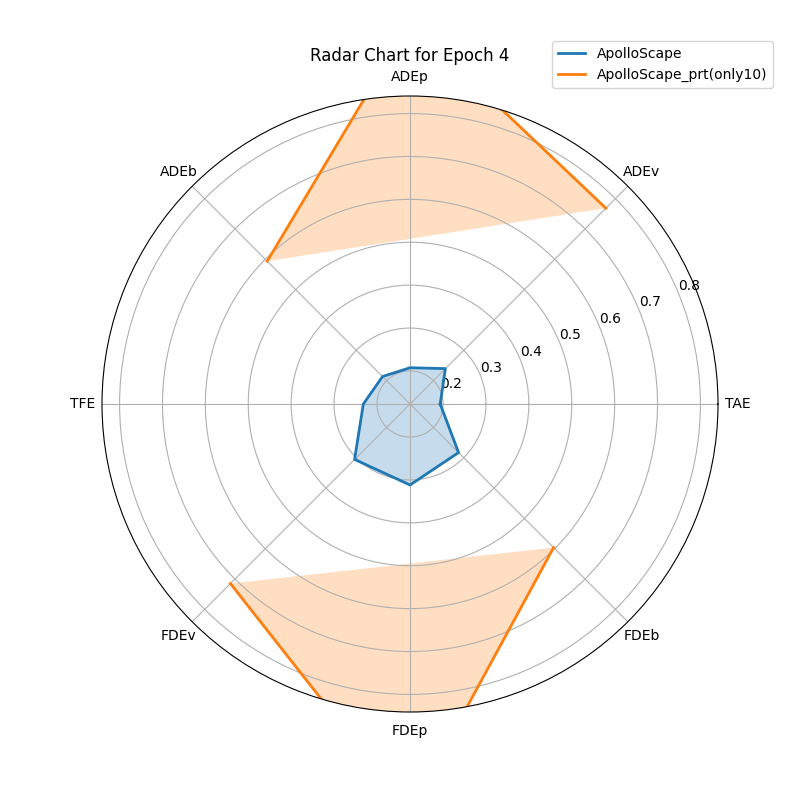 Radar Chart for Epoch 4
ApolloScape
ApolloScape_prt(only10)
ADEp
ADEb
ADEv
0.8
0.7
0.6
0.5
0.4
0.3
0.2
TFE
TAE
FDEv
FDEb
FDEp